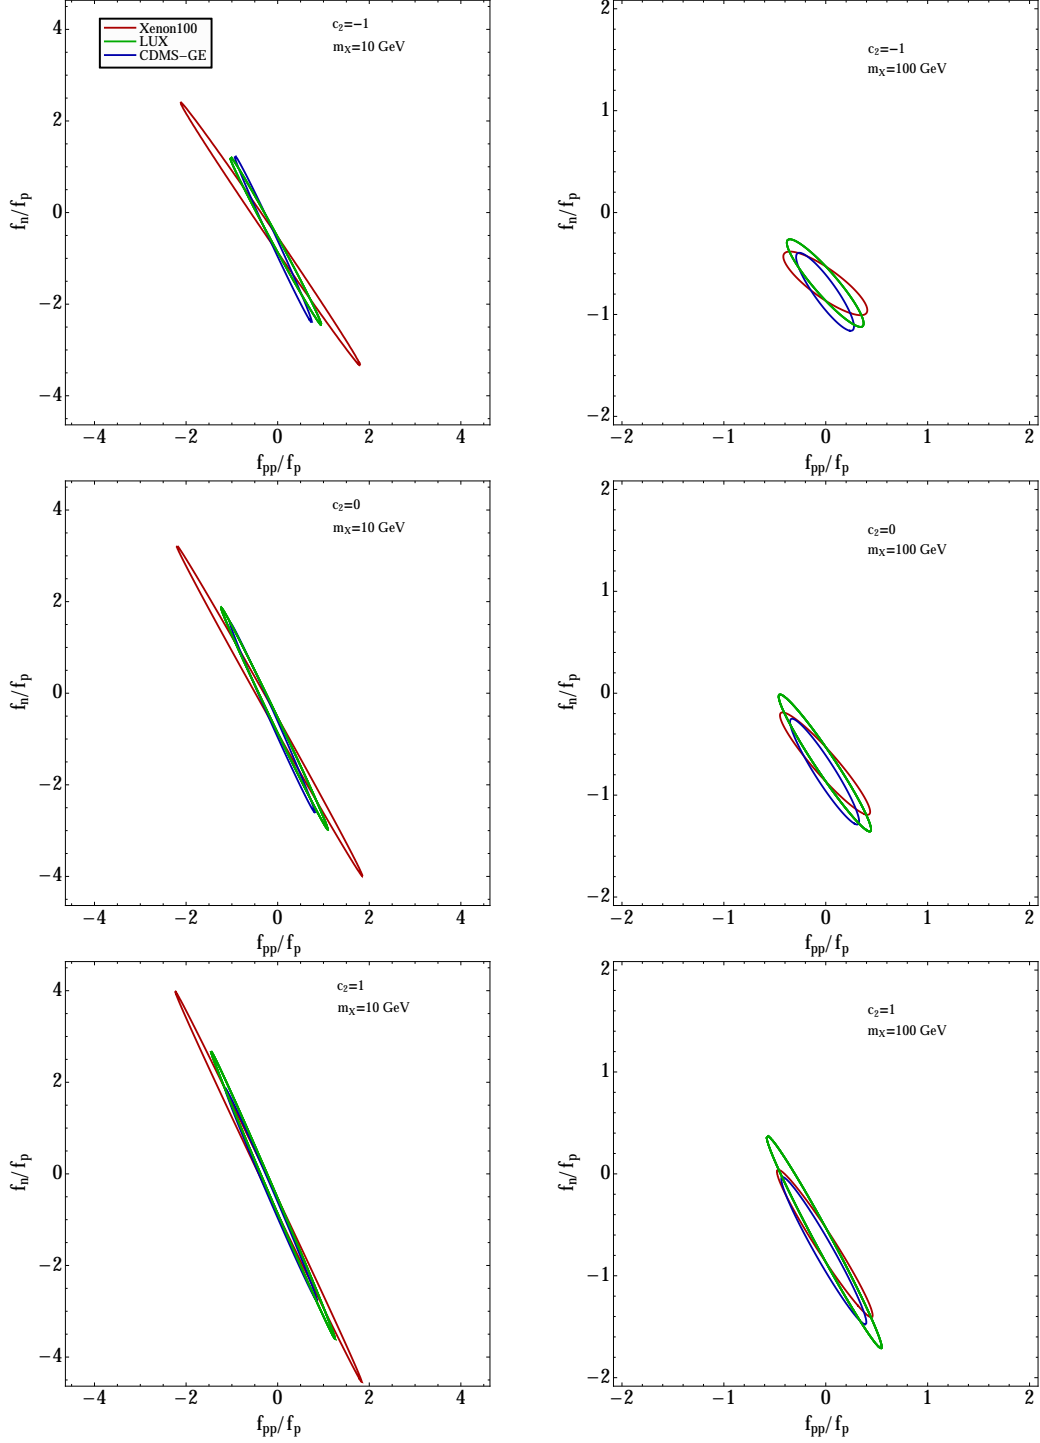 Xenon100
LUX
CDMS-GE
c₂=−1
m_X=10 GeV
4
2
0
−2
−4
f_n/f_p
−4
−2
0
2
4
f_pp/f_p
c₂=−1
m_X=100 GeV
2
1
0
−1
−2
f_n/f_p
−2
−1
0
1
2
f_pp/f_p
c₂=0
m_X=10 GeV
4
2
0
−2
−4
f_n/f_p
−4
−2
0
2
4
f_pp/f_p
c₂=0
m_X=100 GeV
2
1
0
−1
−2
f_n/f_p
−2
−1
0
1
2
f_pp/f_p
c₂=1
m_X=10 GeV
4
2
0
−2
−4
f_n/f_p
−4
−2
0
2
4
f_pp/f_p
c₂=1
m_X=100 GeV
2
1
0
−1
−2
f_n/f_p
−2
−1
0
1
2
f_pp/f_p